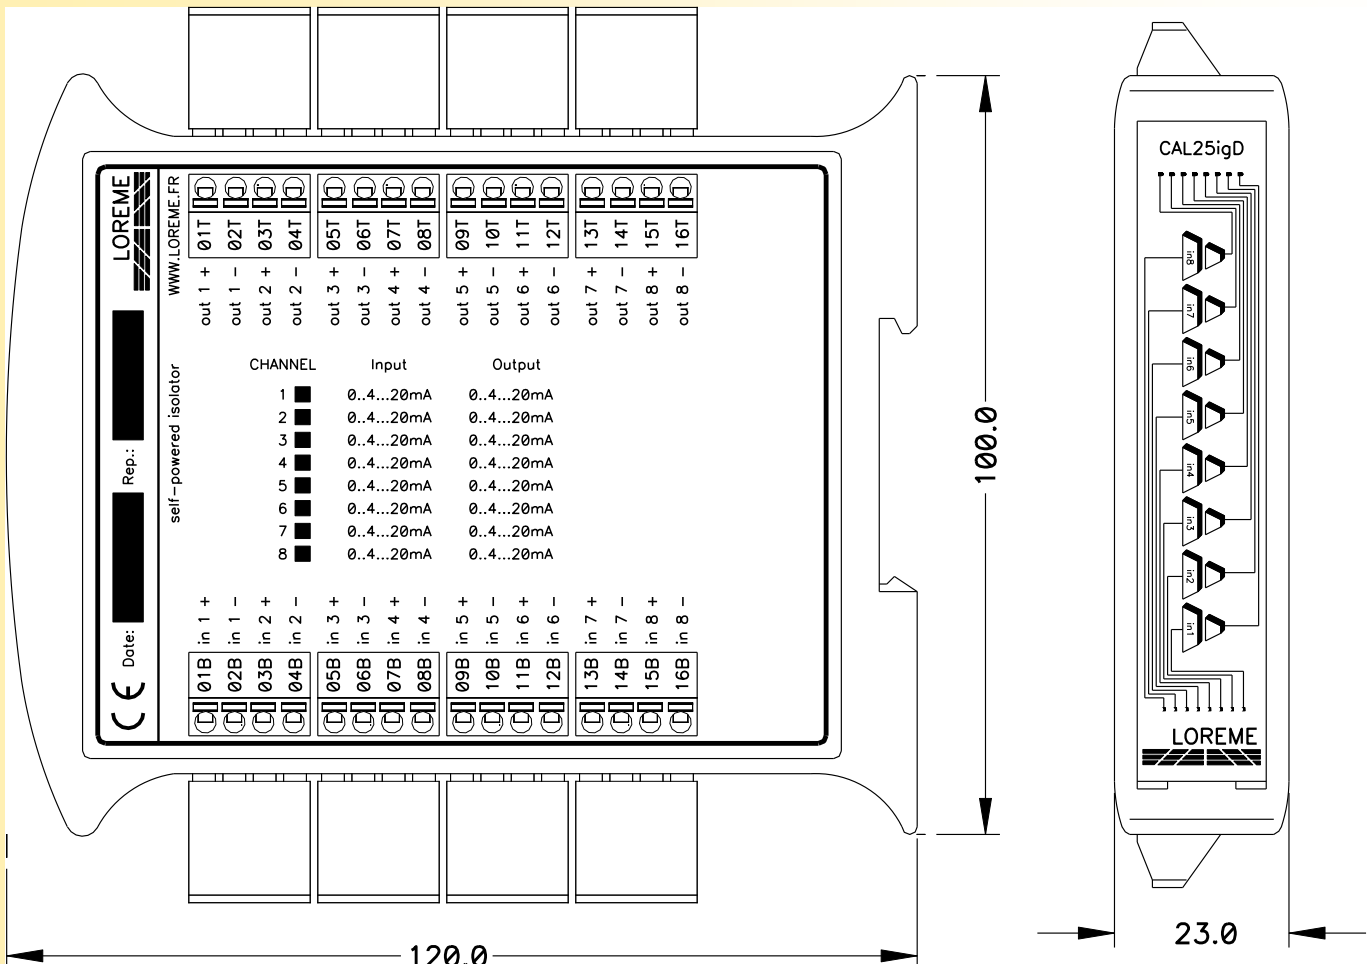 LOREME
WWW.LOREME.FR
01T 02T 03T 04T 05T 06T 07T 08T 09T 10T 11T 12T 13T 14T 15T 16T
out 1 + out 1 - out 2 + out 2 - out 3 + out 3 - out 4 + out 4 - out 5 + out 5 - out 6 + out 6 - out 7 + out 7 - out 8 + out 8 -
self-powered isolator
Rep.:
Date:
CE
CHANNEL Input Output
1 0..4...20mA 0..4...20mA
2 0..4...20mA 0..4...20mA
3 0..4...20mA 0..4...20mA
4 0..4...20mA 0..4...20mA
5 0..4...20mA 0..4...20mA
6 0..4...20mA 0..4...20mA
7 0..4...20mA 0..4...20mA
8 0..4...20mA 0..4...20mA
in 1 + in 1 - in 2 + in 2 - in 3 + in 3 - in 4 + in 4 - in 5 + in 5 - in 6 + in 6 - in 7 + in 7 - in 8 + in 8 -
01B 02B 03B 04B 05B 06B 07B 08B 09B 10B 11B 12B 13B 14B 15B 16B
120.0
100.0
CAL25igD
in8
in7
in6
in5
in4
in3
in2
in1
LOREME
23.0